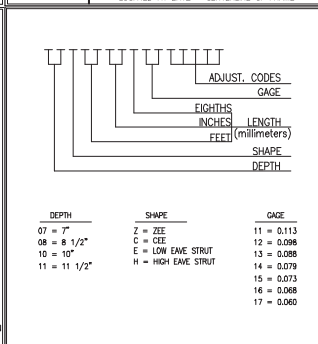 ADJUST. CODES
GAGE
EIGHTHS
INCHES LENGTH
FEET (millimeters)
SHAPE
DEPTH
DEPTH SHAPE GAGE
07 = 7" Z = ZEE 11 = 0.113
08 = 8 1/2" C = CEE 12 = 0.098
10 = 10" E = LOW EAVE STRUT 13 = 0.088
11 = 11 1/2" H = HIGH EAVE STRUT 14 = 0.079
15 = 0.073
16 = 0.068
17 = 0.060